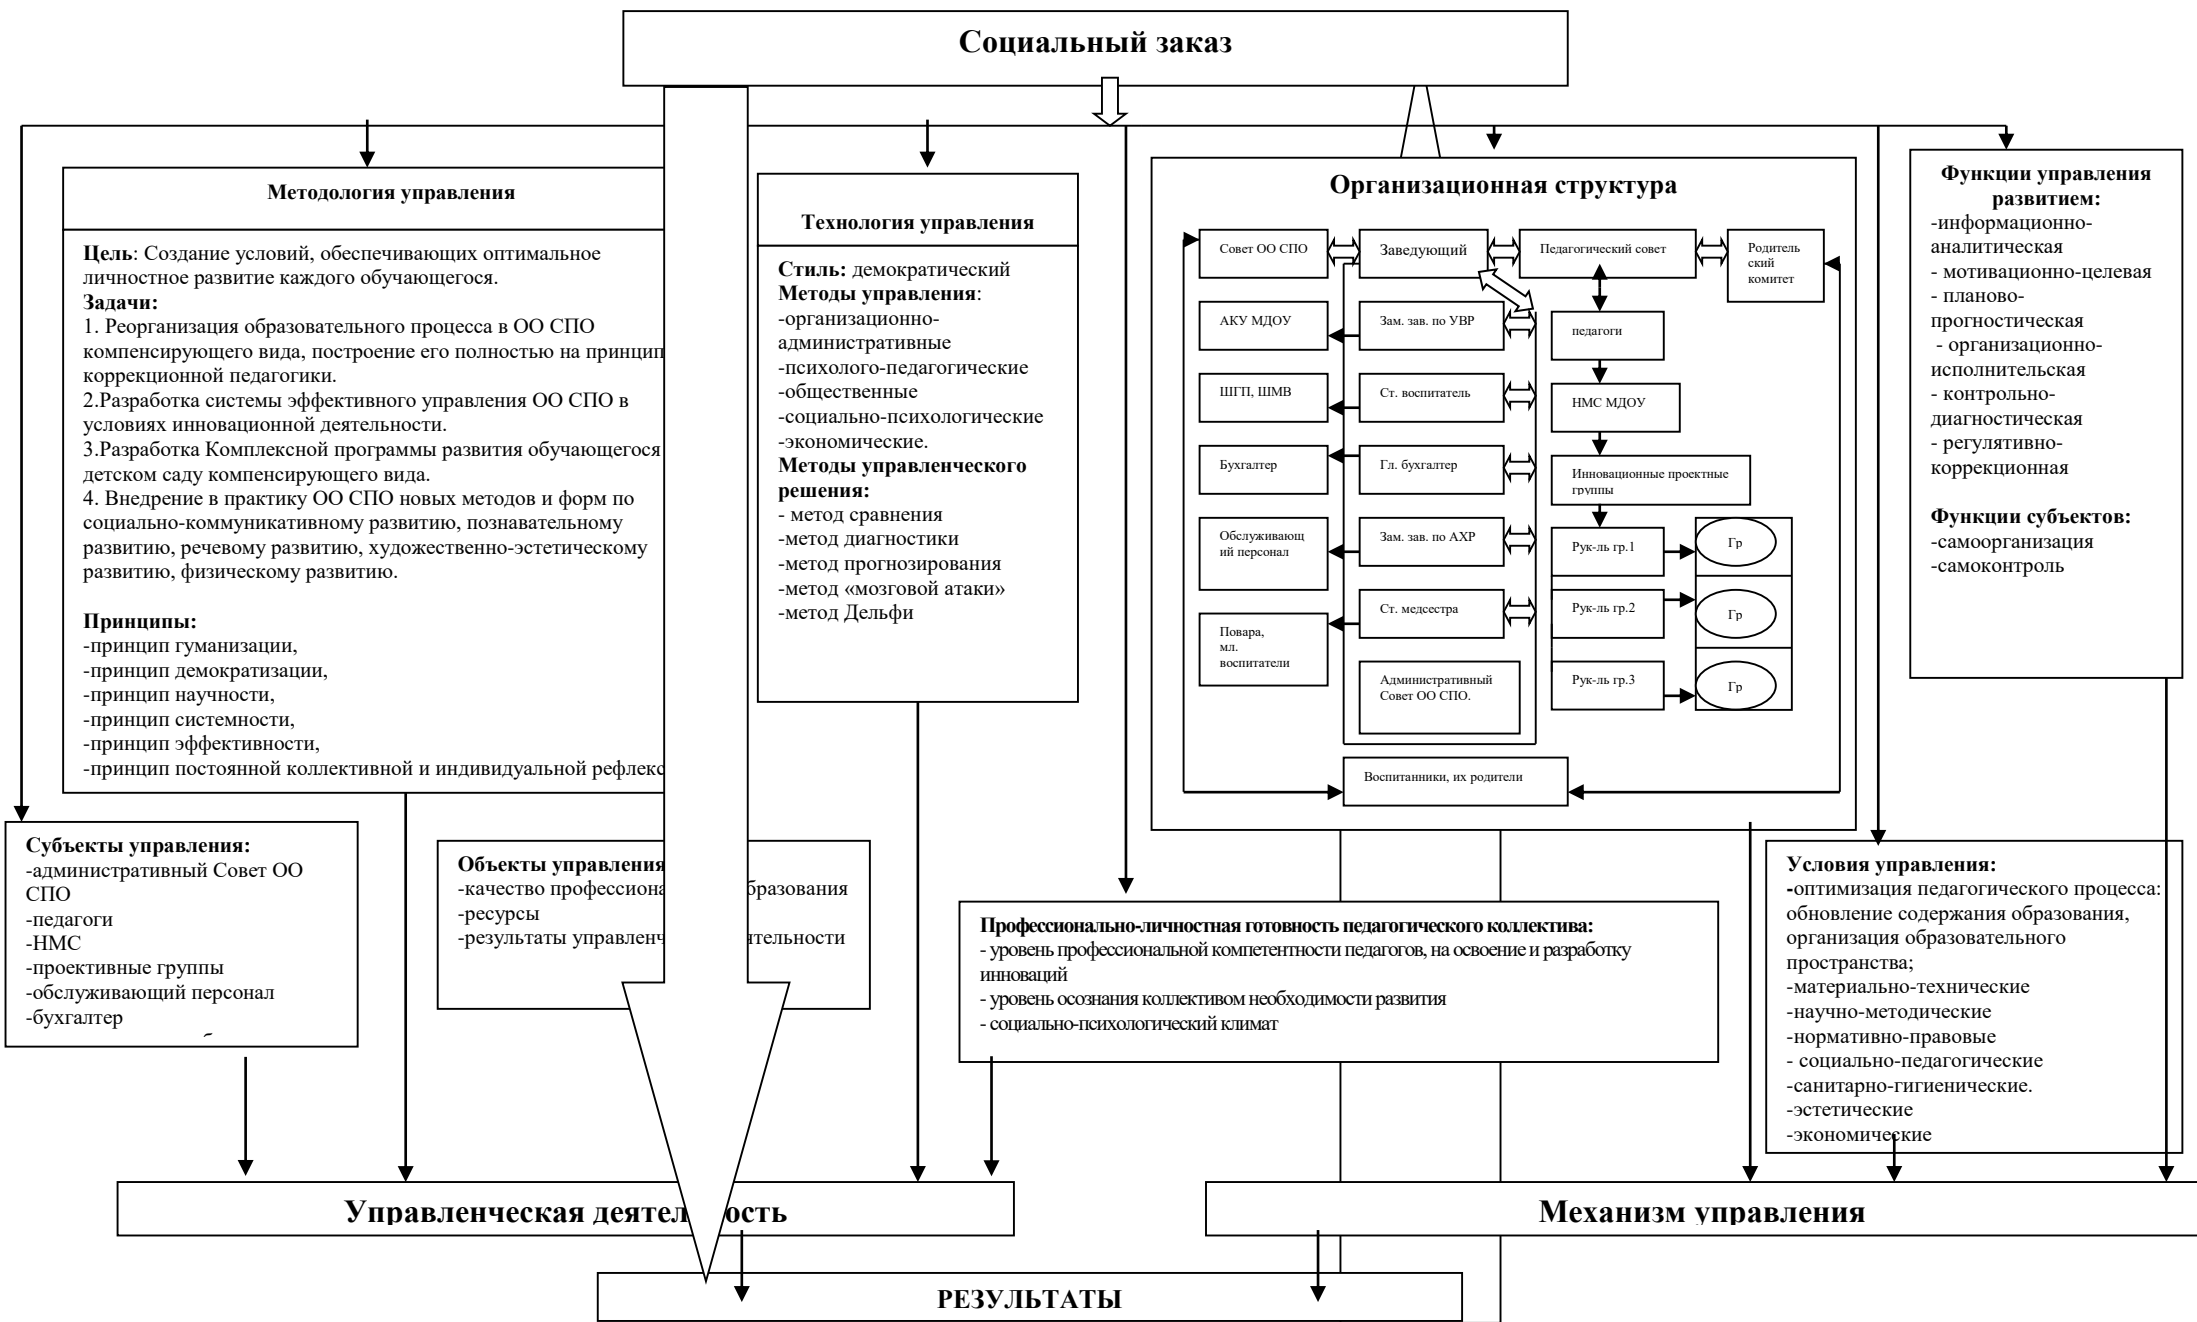 Социальный заказ
Методология управления
Цель: Создание условий, обеспечивающих оптимальное
личностное развитие каждого обучающегося.
Задачи:
1. Реорганизация образовательного процесса в ОО СПО
компенсирующего вида, построение его полностью на принцип
коррекционной педагогики.
2.Разработка системы эффективного управления ОО СПО в
условиях инновационной деятельности.
3.Разработка Комплексной программы развития обучающегося
детском саду компенсирующего вида.
4. Внедрение в практику ОО СПО новых методов и форм по
социально-коммуникативному развитию, познавательному
развитию, речевому развитию, художественно-эстетическому
развитию, физическому развитию.
Принципы:
-принцип гуманизации,
-принцип демократизации,
-принцип научности,
-принцип системности,
-принцип эффективности,
-принцип постоянной коллективной и индивидуальной рефлекс
Технология управления
Стиль: демократический
Методы управления:
-организационно-
административные
-психолого-педагогические
-общественные
-социально-психологические
-экономические.
Методы управленческого
решения:
- метод сравнения
-метод диагностики
-метод прогнозирования
-метод «мозговой атаки»
-метод Дельфи
Организационная структура
Совет ОО СПО
Заведующий
Педагогический совет
Родитель
ский
комитет
АКУ МДОУ
Зам. зав. по УВР
педагоги
ШГП, ШМВ
Ст. воспитатель
НМС МДОУ
Бухгалтер
Гл. бухгалтер
Инновационные проектные
группы
Обслуживающ
ий персонал
Зам. зав. по АХР
Рук-ль гр.1
Гр
Повара,
мл.
воспитатели
Ст. медсестра
Рук-ль гр.2
Гр
Административный
Совет ОО СПО.
Рук-ль гр.3
Гр
Воспитанники, их родители
Функции управления
развитием:
-информационно-
аналитическая
- мотивационно-целевая
- планово-
прогностическая
- организационно-
исполнительская
- контрольно-
диагностическая
- регулятивно-
коррекционная
Функции субъектов:
-самоорганизация
-самоконтроль
Субъекты управления:
-административный Совет ОО
СПО
-педагоги
-НМС
-проективные группы
-обслуживающий персонал
-бухгалтер
Объекты управления
-качество профессиона бразования
-ресурсы
-результаты управленч ятельности
Профессионально-личностная готовность педагогического коллектива:
- уровень профессиональной компетентности педагогов, на освоение и разработку
инноваций
- уровень осознания коллективом необходимости развития
- социально-психологический климат
Условия управления:
-оптимизация педагогического процесса:
обновление содержания образования,
организация образовательного
пространства;
-материально-технические
-научно-методические
-нормативно-правовые
- социально-педагогические
-санитарно-гигиенические.
-эстетические
-экономические
Управленческая деятел ость
Механизм управления
РЕЗУЛЬТАТЫ